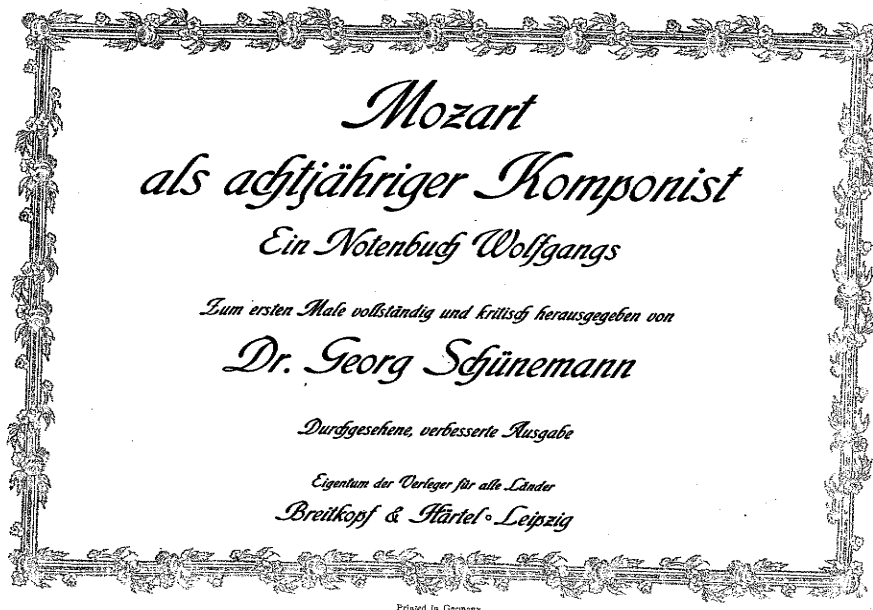 Mozart
als achtjähriger Komponist
Ein Notenbuch Wolfgangs
Zum ersten Male vollständig und kritisch herausgegeben von
Dr. Georg Schünemann
Durchgesehene, verbesserte Ausgabe
Eigentum der Verleger für alle Länder
Breitkopf & Härtel ∘ Leipzig
Printed in Germany